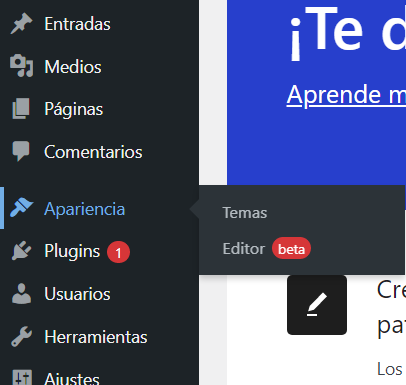 Entradas
Medios
Páginas
Comentarios
Apariencia
Temas
Editor beta
Plugins 1
Usuarios
Herramientas
Ajustes
¡Te d
Aprende m
Cre
pa
Los